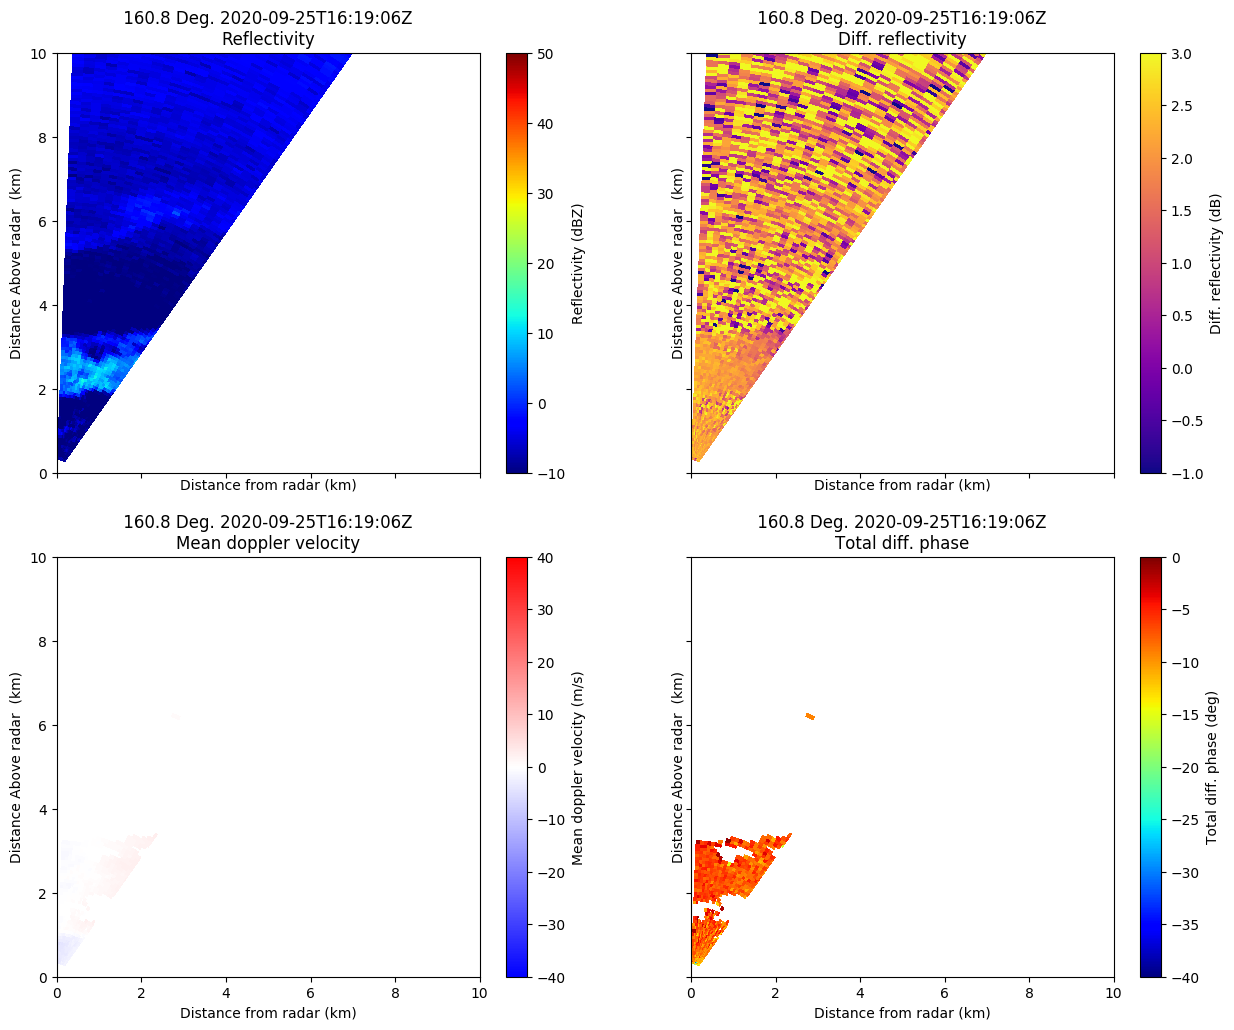 160.8 Deg. 2020-09-25T16:19:06Z
Reflectivity
10
8
6
4
2
0
Distance Above radar  (km)
Distance from radar (km)
50
40
30
20
10
0
−10
Reflectivity (dBZ)
160.8 Deg. 2020-09-25T16:19:06Z
Diff. reflectivity
Distance Above radar  (km)
Distance from radar (km)
3.0
2.5
2.0
1.5
1.0
0.5
0.0
−0.5
−1.0
Diff. reflectivity (dB)
160.8 Deg. 2020-09-25T16:19:06Z
Mean doppler velocity
10
8
6
4
2
0
Distance Above radar  (km)
0 2 4 6 8 10
Distance from radar (km)
40
30
20
10
0
−10
−20
−30
−40
Mean doppler velocity (m/s)
160.8 Deg. 2020-09-25T16:19:06Z
Total diff. phase
Distance Above radar  (km)
0 2 4 6 8 10
Distance from radar (km)
0
−5
−10
−15
−20
−25
−30
−35
−40
Total diff. phase (deg)